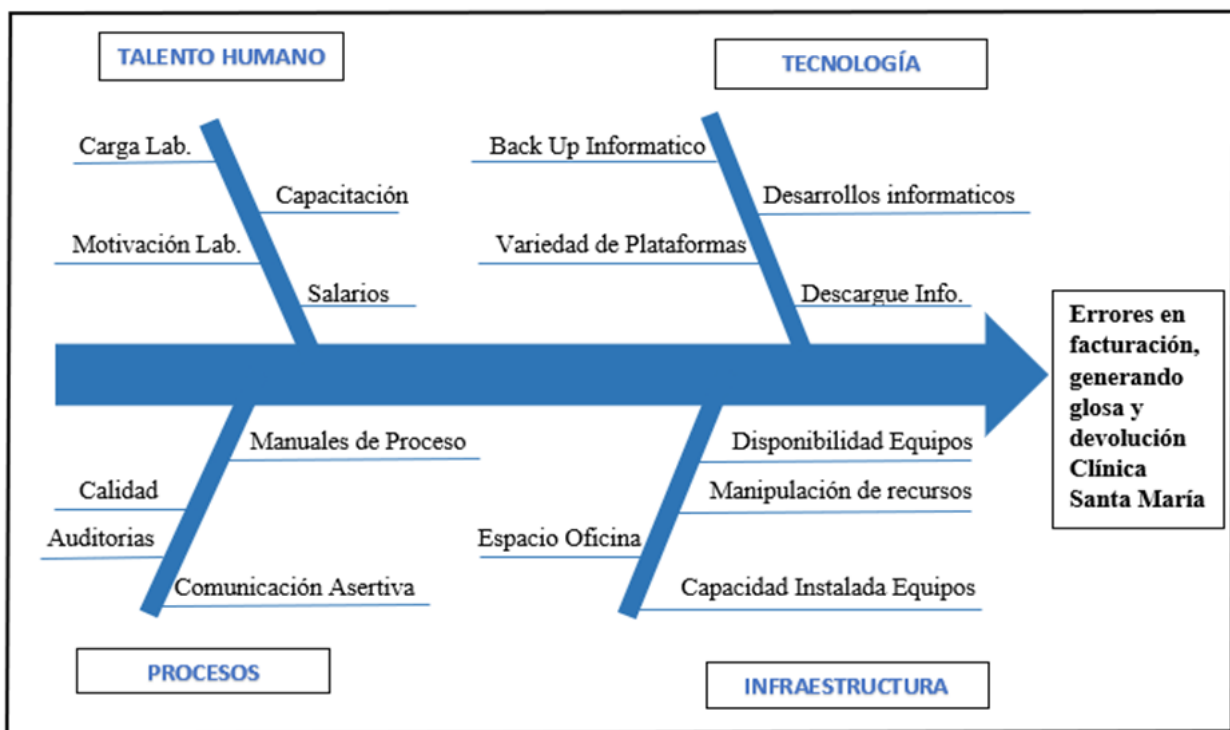 TALENTO HUMANO
TECNOLOGÍA
Carga Lab.
Back Up Informatico
Capacitación
Desarrollos informaticos
Motivación Lab.
Variedad de Plataformas
Salarios
Descargue Info.
Errores en
facturación,
generando
glosa y
devolución
Clínica
Santa María
Manuales de Proceso
Disponibilidad Equipos
Calidad
Manipulación de recursos
Auditorias
Espacio Oficina
Comunicación Asertiva
Capacidad Instalada Equipos
PROCESOS
INFRAESTRUCTURA